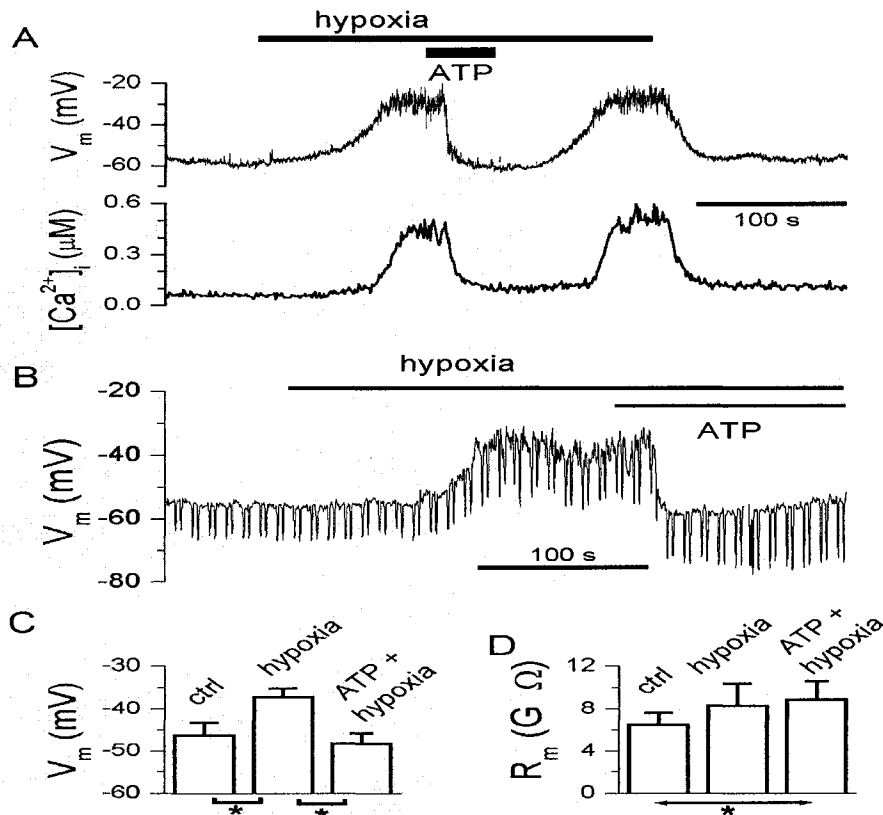 A
hypoxia
ATP
V_m (mV)
-20
-40
-60
[Ca²⁺]_i (μM)
0.6
0.3
0.0
100 s
B
hypoxia
ATP
V_m (mV)
-20
-40
-60
-80
100 s
C
V_m (mV)
-30
-40
-50
-60
ctrl
hypoxia
ATP +
hypoxia
*
*
D
R_m (G Ω)
12
8
4
0
ctrl
hypoxia
ATP +
hypoxia
*